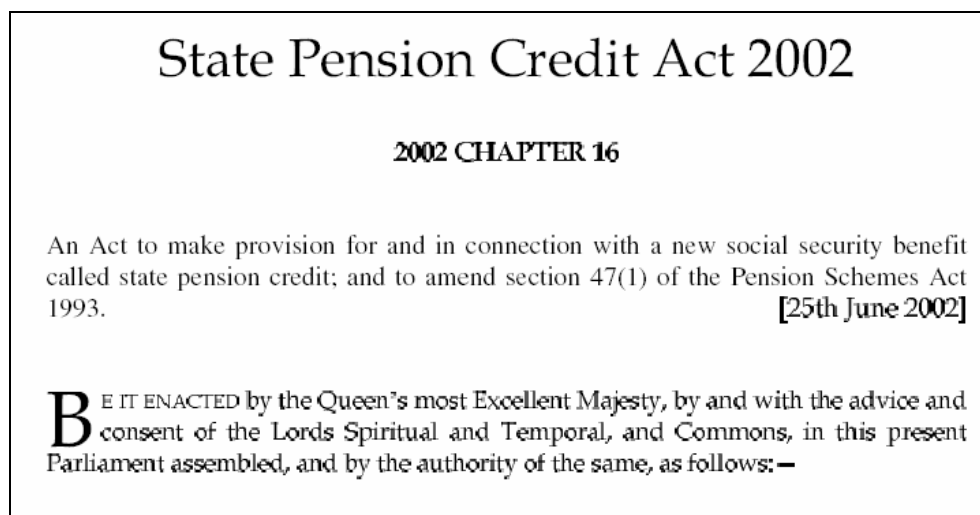 State Pension Credit Act 2002
2002 CHAPTER 16
An Act to make provision for and in connection with a new social security benefit
called state pension credit; and to amend section 47(1) of the Pension Schemes Act
1993. [25th June 2002]
BE IT ENACTED by the Queen's most Excellent Majesty, by and with the advice and
consent of the Lords Spiritual and Temporal, and Commons, in this present
Parliament assembled, and by the authority of the same, as follows:—